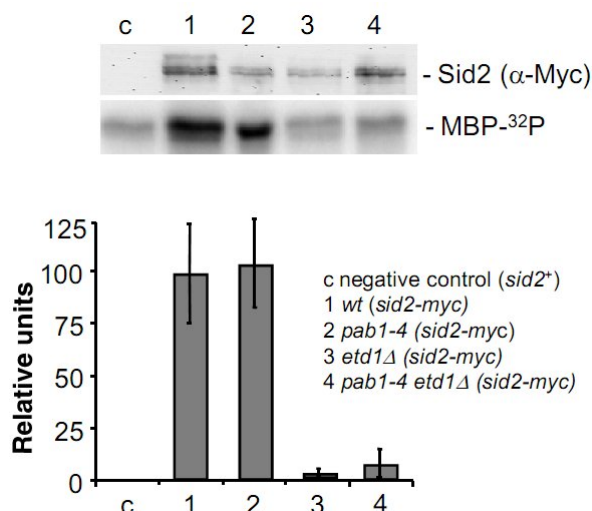 c 1 2 3 4
- Sid2 (α-Myc)
- MBP-³²P
125
100
75
50
25
0
Relative units
c negative control (sid2⁺)
1 wt (sid2-myc)
2 pab1-4 (sid2-myc)
3 etd1Δ (sid2-myc)
4 pab1-4 etd1Δ (sid2-myc)
c 1 2 3 4